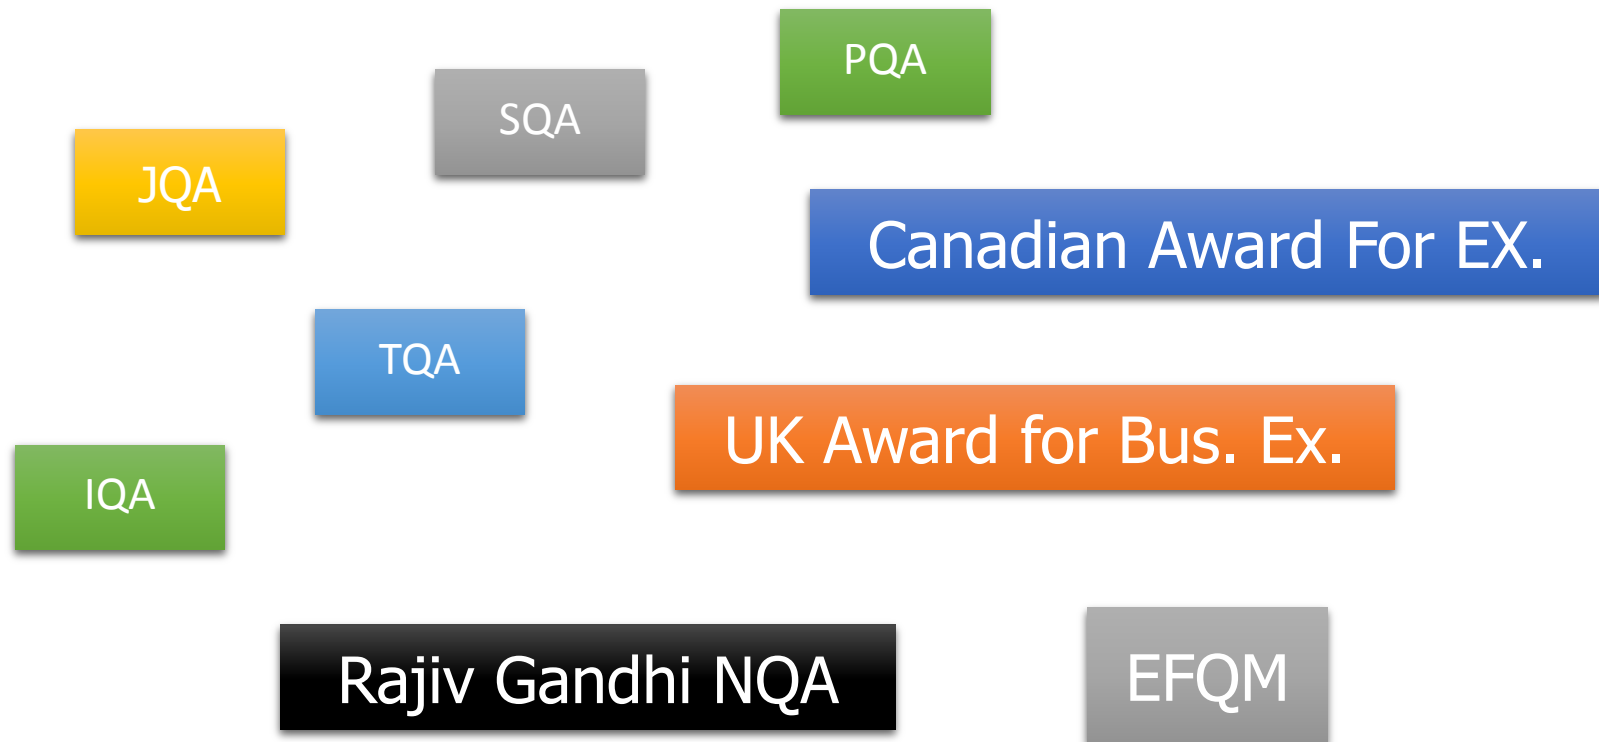 PQA
SQA
JQA
Canadian Award For EX.
TQA
UK Award for Bus. Ex.
IQA
Rajiv Gandhi NQA
EFQM